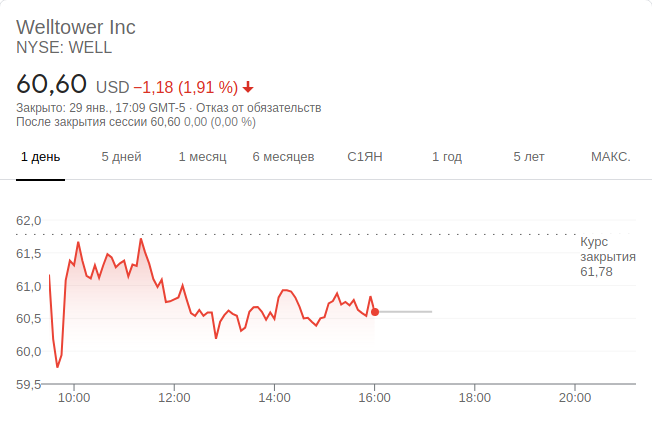 Welltower Inc
NYSE: WELL
60,60 USD −1,18 (1,91 %)
Закрыто: 29 янв., 17:09 GMT-5 · Отказ от обязательств
После закрытия сессии 60,60 0,00 (0,00 %)
1 день 5 дней 1 месяц 6 месяцев С1ЯН 1 год 5 лет МАКС.
62,0
61,5
61,0
60,5
60,0
59,5
Курс
закрытия
61,78
10:00 12:00 14:00 16:00 18:00 20:00